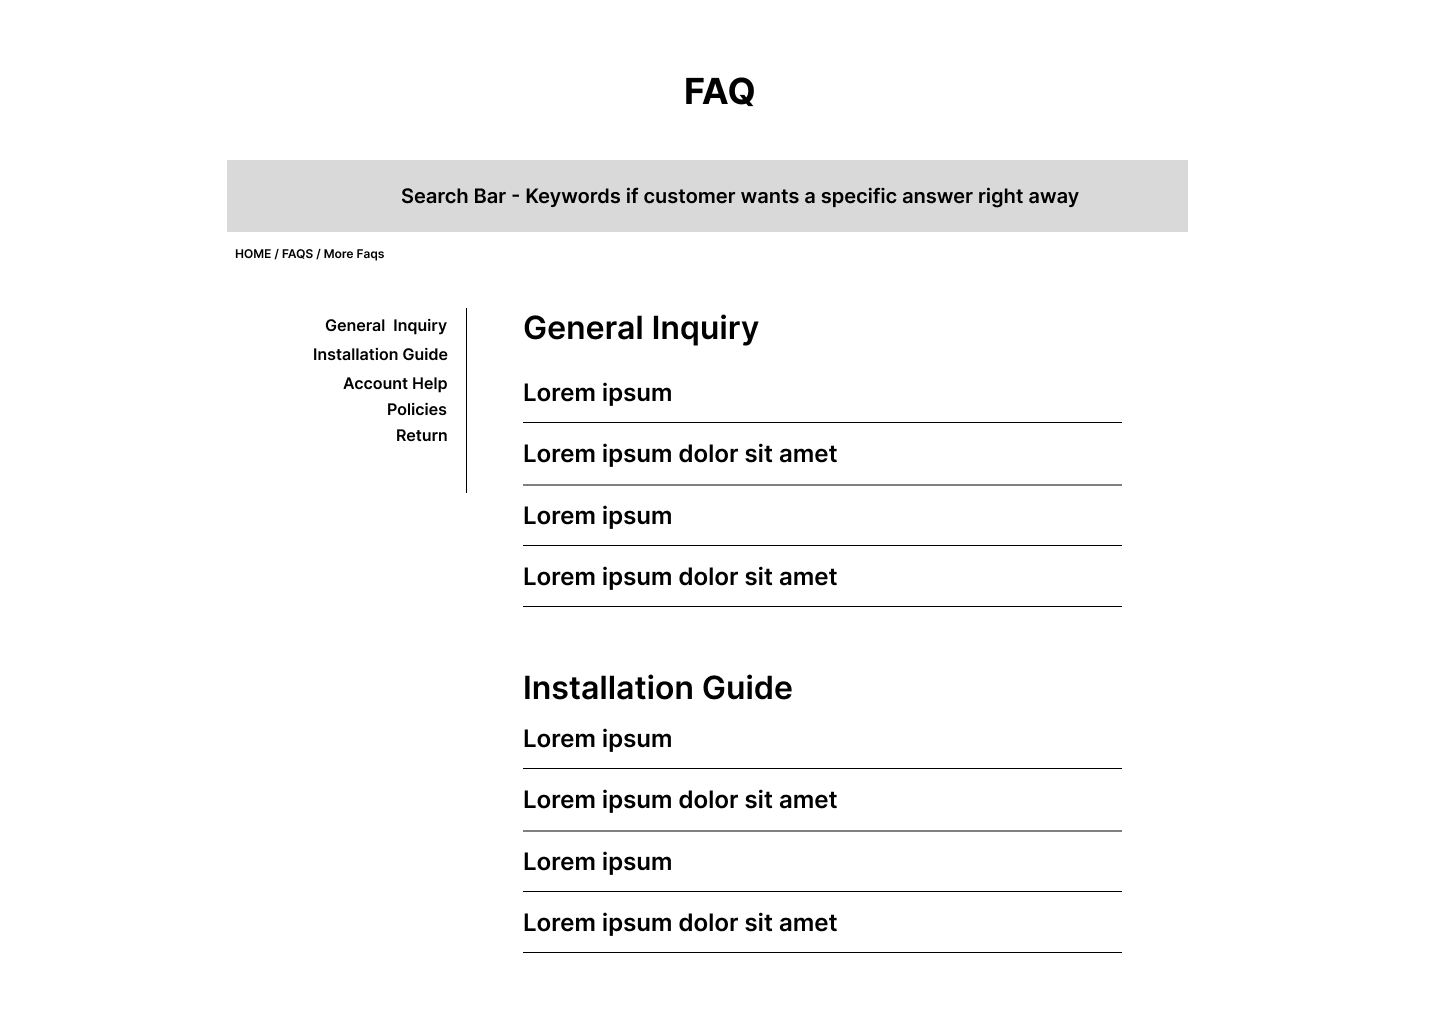 FAQ
Search Bar - Keywords if customer wants a specific answer right away
HOME / FAQS / More Faqs
General  Inquiry
Installation Guide
Account Help
Policies
Return
General Inquiry
Lorem ipsum
Lorem ipsum dolor sit amet
Lorem ipsum
Lorem ipsum dolor sit amet
Installation Guide
Lorem ipsum
Lorem ipsum dolor sit amet
Lorem ipsum
Lorem ipsum dolor sit amet